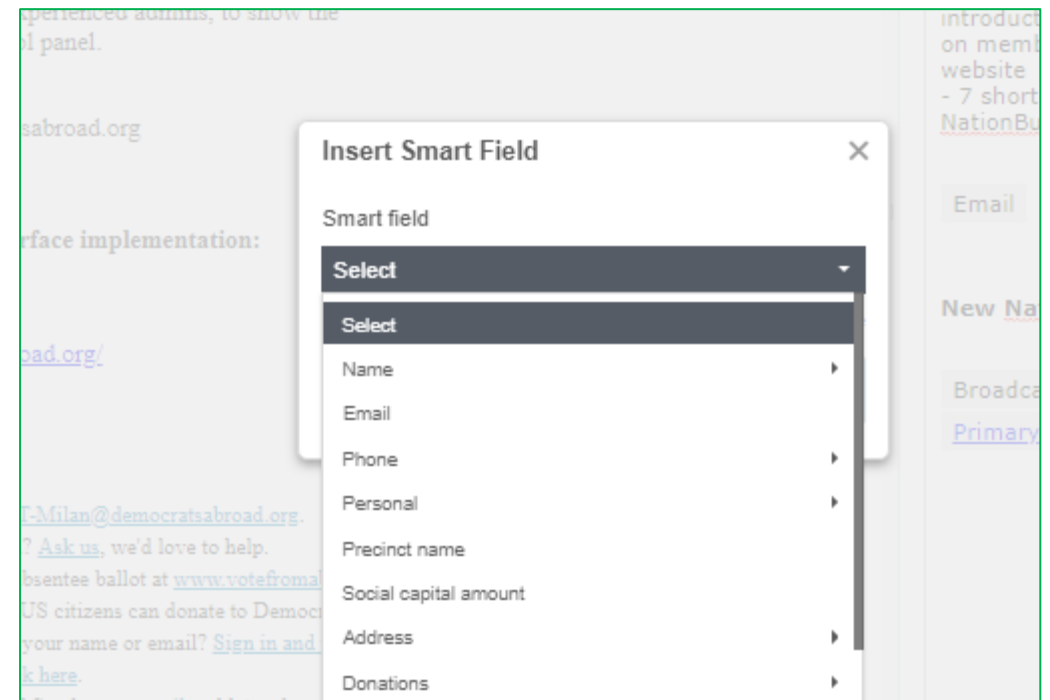 xperienced admins, to show the
ol panel.
sabroad.org
rface implementation:
oad.org/
T-Milan@democratsabroad.org.
? Ask us, we'd love to help.
bsentee ballot at www.votefromal
US citizens can donate to Democr
your name or email? Sign in and
k here.
Insert Smart Field
Smart field
Select
Select
Name
Email
Phone
Personal
Precinct name
Social capital amount
Address
Donations
introduct
on memb
website
- 7 short
NationBu
Email
New Nat
Broadca
Primary